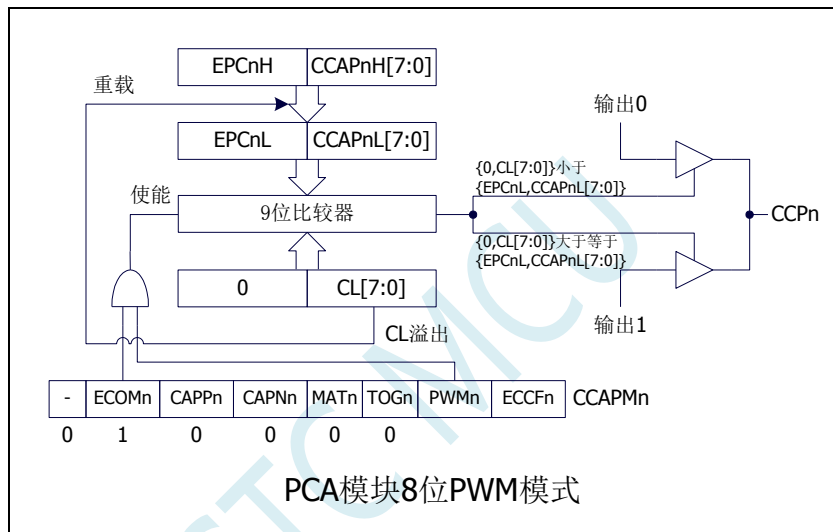 EPCnH CCAPnH[7:0]
重载
输出0
EPCnL CCAPnL[7:0]
{0,CL[7:0]}小于
{EPCnL,CCAPnL[7:0]}
使能
9位比较器
CCPn
{0,CL[7:0]}大于等于
{EPCnL,CCAPnL[7:0]}
0 CL[7:0]
输出1
CL溢出
- ECOMn CAPPn CAPNn MATn TOGn PWMn ECCFn CCAPMn
0 1 0 0 0 0
PCA模块8位PWM模式
STC MCU